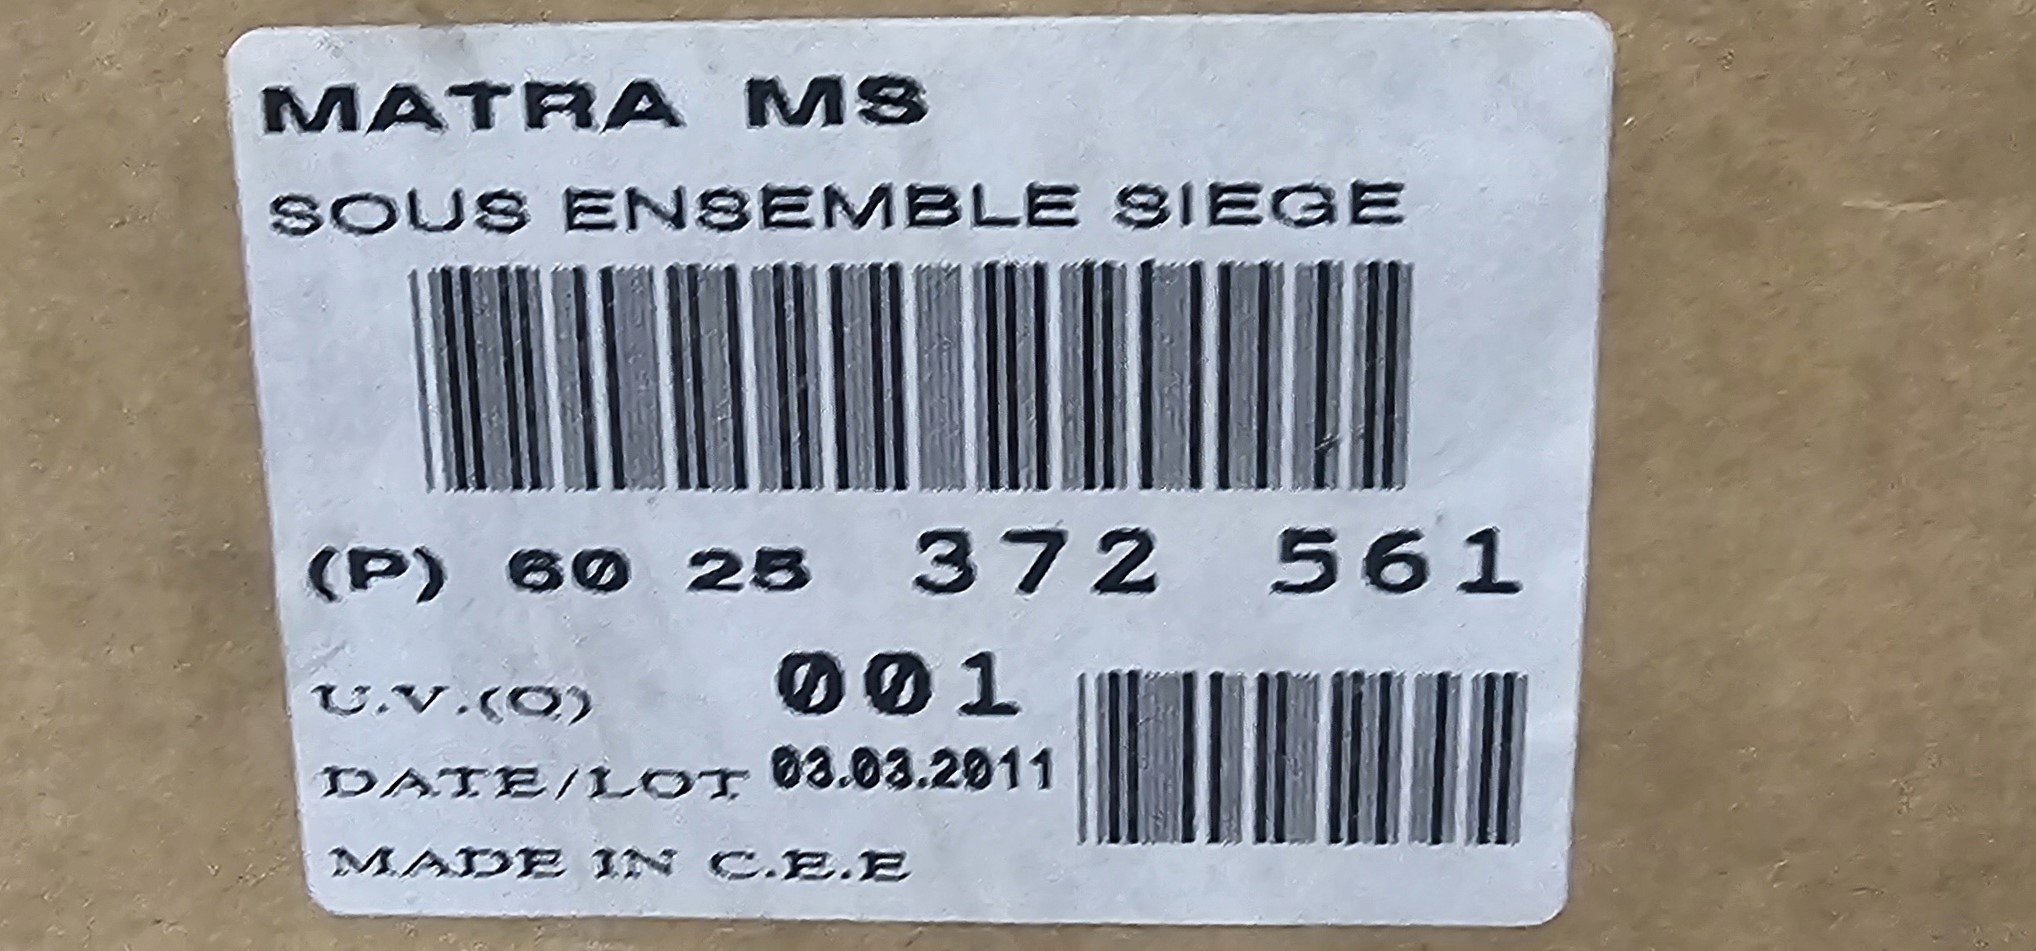 MATRA MS
SOUS ENSEMBLE SIEGE
(P) 60 25 372 561
U.V.(Q) 001
DATE/LOT 03.03.2011
MADE IN C.E.E